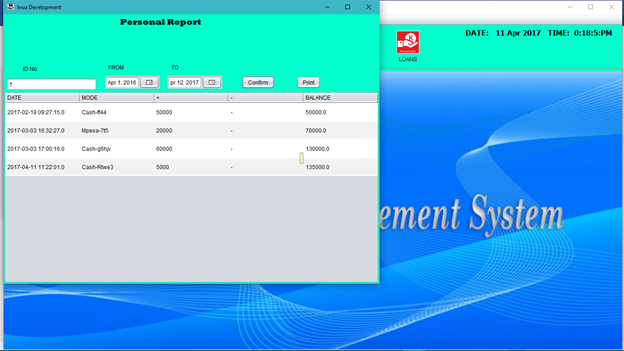 Inua Development
Personal Report
DATE: 11 Apr 2017 TIME: 0:18:5:PM
LOANS
FROM TO
ID No.
1 Apr 1, 2016 pr 12, 2017 Confirm Print
DATE MODE + - BALANCE
2017-02-19 09:27:15.0 Cash-ff44 50000 - 50000.0
2017-03-03 16:32:27.0 Mpesa-7t5 20000 - 70000.0
2017-03-03 17:00:16.0 Cash-g6hjv 60000 - 130000.0
2017-04-11 11:22:01.0 Cash-Rtwe3 5000 - 135000.0
ement System